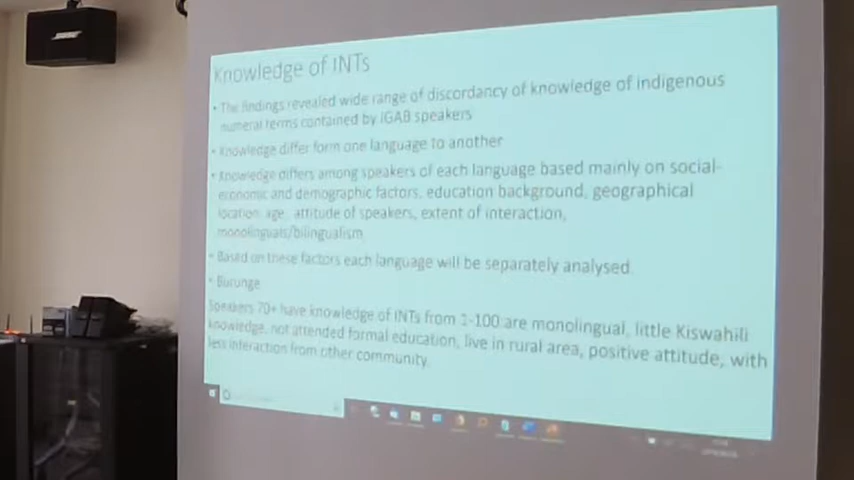 Knowledge of INTs
• The findings revealed wide range of discordancy of knowledge of indigenous
numeral terms contained by IGAB speakers
• Knowledge differ form one language to another
• Knowledge differs among speakers of each language based mainly on social-
economic and demographic factors, education background, geographical
location, age, attitude of speakers, extent of interaction,
monolinguals/bilingualism
• Based on these factors each language will be separately analysed.
• Burunge
Speakers 70+ have knowledge of INTs from 1-100 are monolingual, little Kiswahili
knowledge, not attended formal education, live in rural area, positive attitude, with
less interaction from other community.